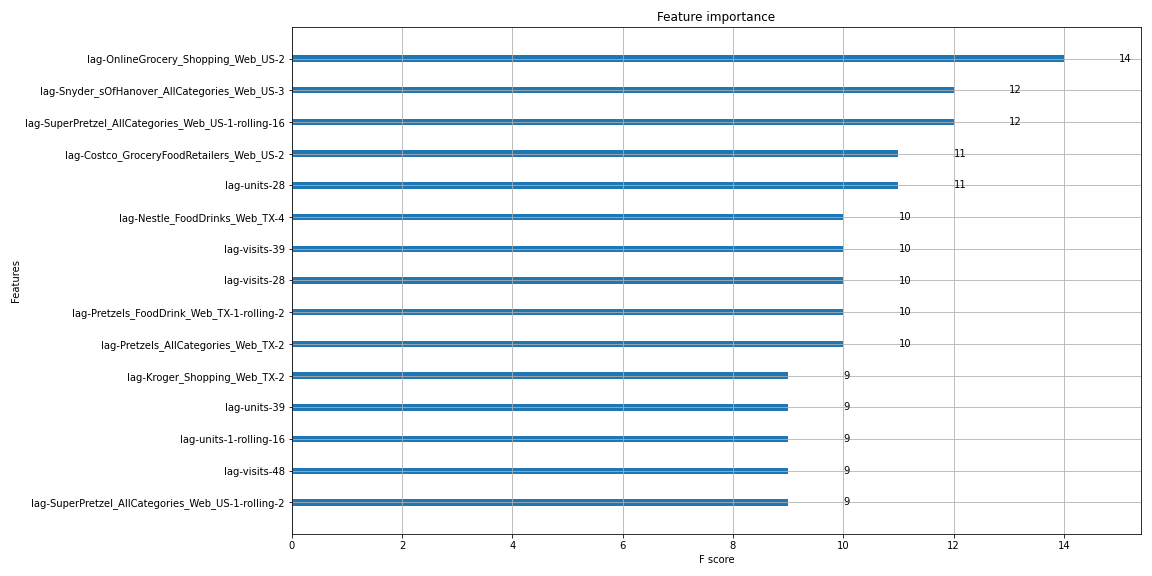 Feature importance
lag-OnlineGrocery_Shopping_Web_US-2 14
lag-Snyder_sOfHanover_AllCategories_Web_US-3 12
lag-SuperPretzel_AllCategories_Web_US-1-rolling-16 12
lag-Costco_GroceryFoodRetailers_Web_US-2 11
lag-units-28 11
lag-Nestle_FoodDrinks_Web_TX-4 10
lag-visits-39 10
lag-visits-28 10
lag-Pretzels_FoodDrink_Web_TX-1-rolling-2 10
lag-Pretzels_AllCategories_Web_TX-2 10
lag-Kroger_Shopping_Web_TX-2 9
lag-units-39 9
lag-units-1-rolling-16 9
lag-visits-48 9
lag-SuperPretzel_AllCategories_Web_US-1-rolling-2 9
Features
0 2 4 6 8 10 12 14
F score